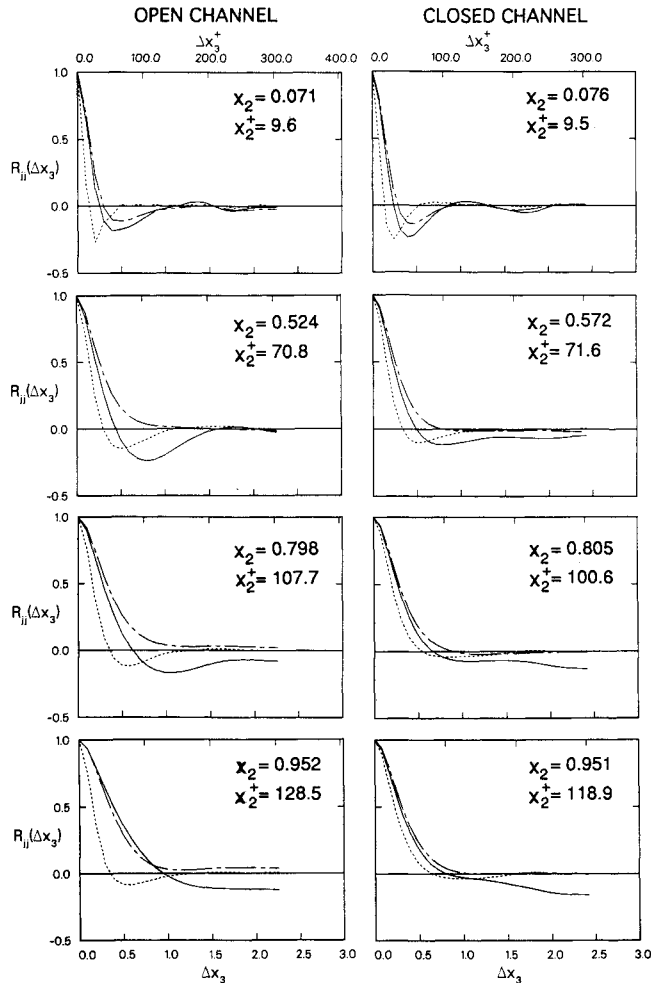 OPEN CHANNEL
CLOSED CHANNEL
Δx₃⁺
Δx₃⁺
0.0 100.0 200.0 300.0 400.0
0.0 100.0 200.0 300.0
1.0
0.5
0.0
-0.5
R_jj(Δx₃)
x₂ = 0.071
x₂⁺ = 9.6
x₂ = 0.076
x₂⁺ = 9.5
1.0
0.5
0.0
-0.5
R_jj(Δx₃)
x₂ = 0.524
x₂⁺ = 70.8
x₂ = 0.572
x₂⁺ = 71.6
1.0
0.5
0.0
-0.5
R_jj(Δx₃)
x₂ = 0.798
x₂⁺ = 107.7
x₂ = 0.805
x₂⁺ = 100.6
1.0
0.5
0.0
-0.5
R_jj(Δx₃)
x₂ = 0.952
x₂⁺ = 128.5
x₂ = 0.951
x₂⁺ = 118.9
0.0 0.5 1.0 1.5 2.0 2.5 3.0
0.0 0.5 1.0 1.5 2.0 2.5 3.0
Δx₃
Δx₃